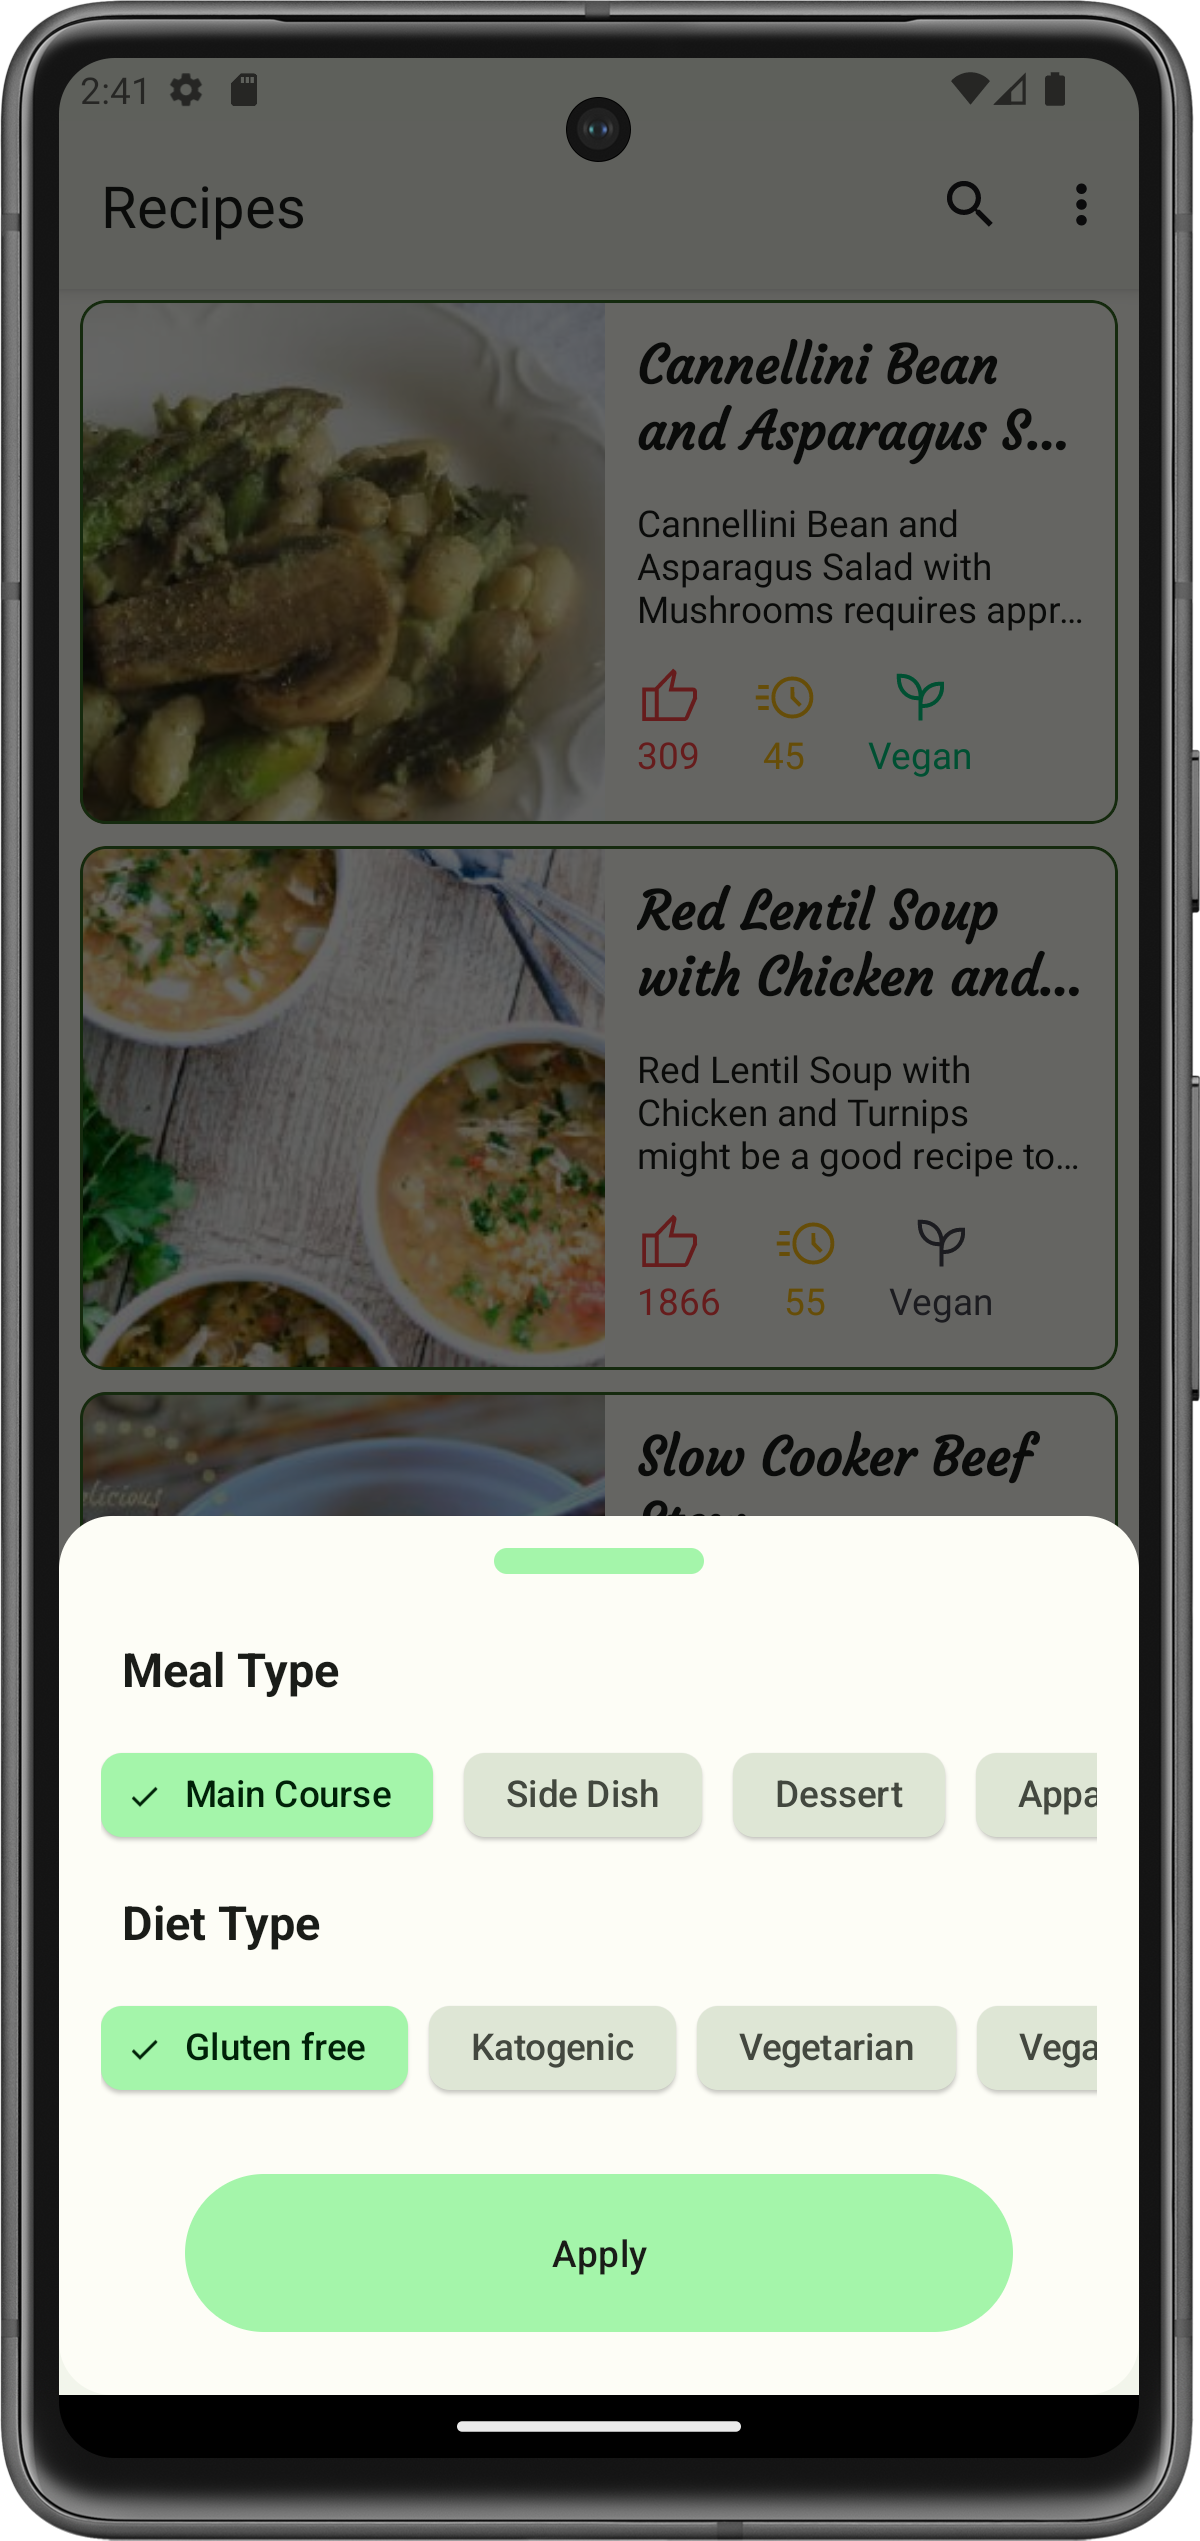 2:41
Recipes
Cannellini Bean
and Asparagus S...
Cannellini Bean and
Asparagus Salad with
Mushrooms requires appr...
309
45
Vegan
Red Lentil Soup
with Chicken and...
Red Lentil Soup with
Chicken and Turnips
might be a good recipe to...
1866
55
Vegan
elicious
Slow Cooker Beef
Stew
Meal Type
Main Course
Side Dish
Dessert
Appa
Diet Type
Gluten free
Katogenic
Vegetarian
Vega
Apply